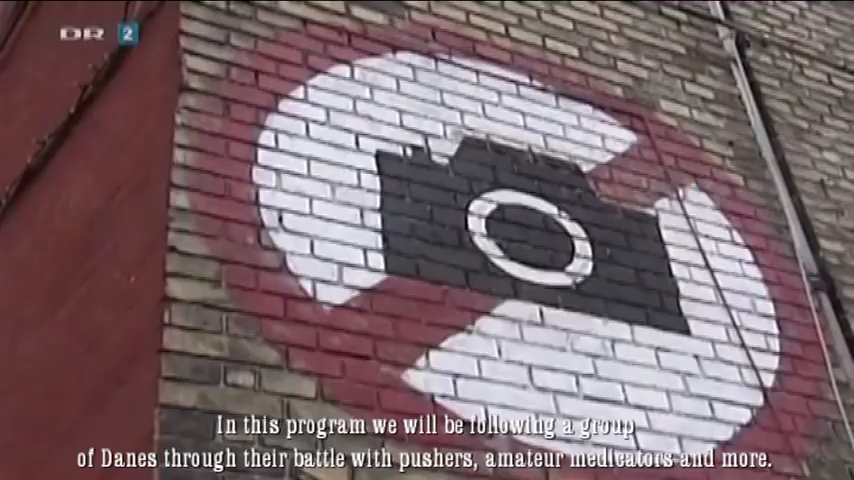 DR 2
In this program we will be following a group
of Danes through their battle with pushers, amateur medicators and more.